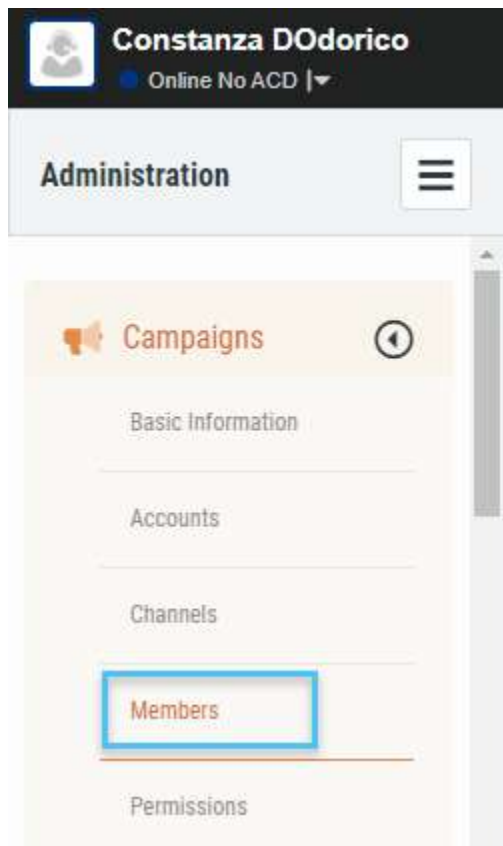 Constanza DOdorico
Online No ACD
Administration
Campaigns
Basic Information
Accounts
Channels
Members
Permissions